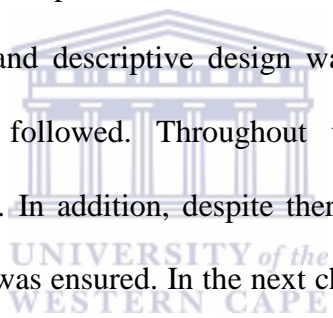 and descriptive design wa
followed. Throughout
. In addition, despite ther
UNIVERSITY of the
was ensured. In the next ch
WESTERN CAPE